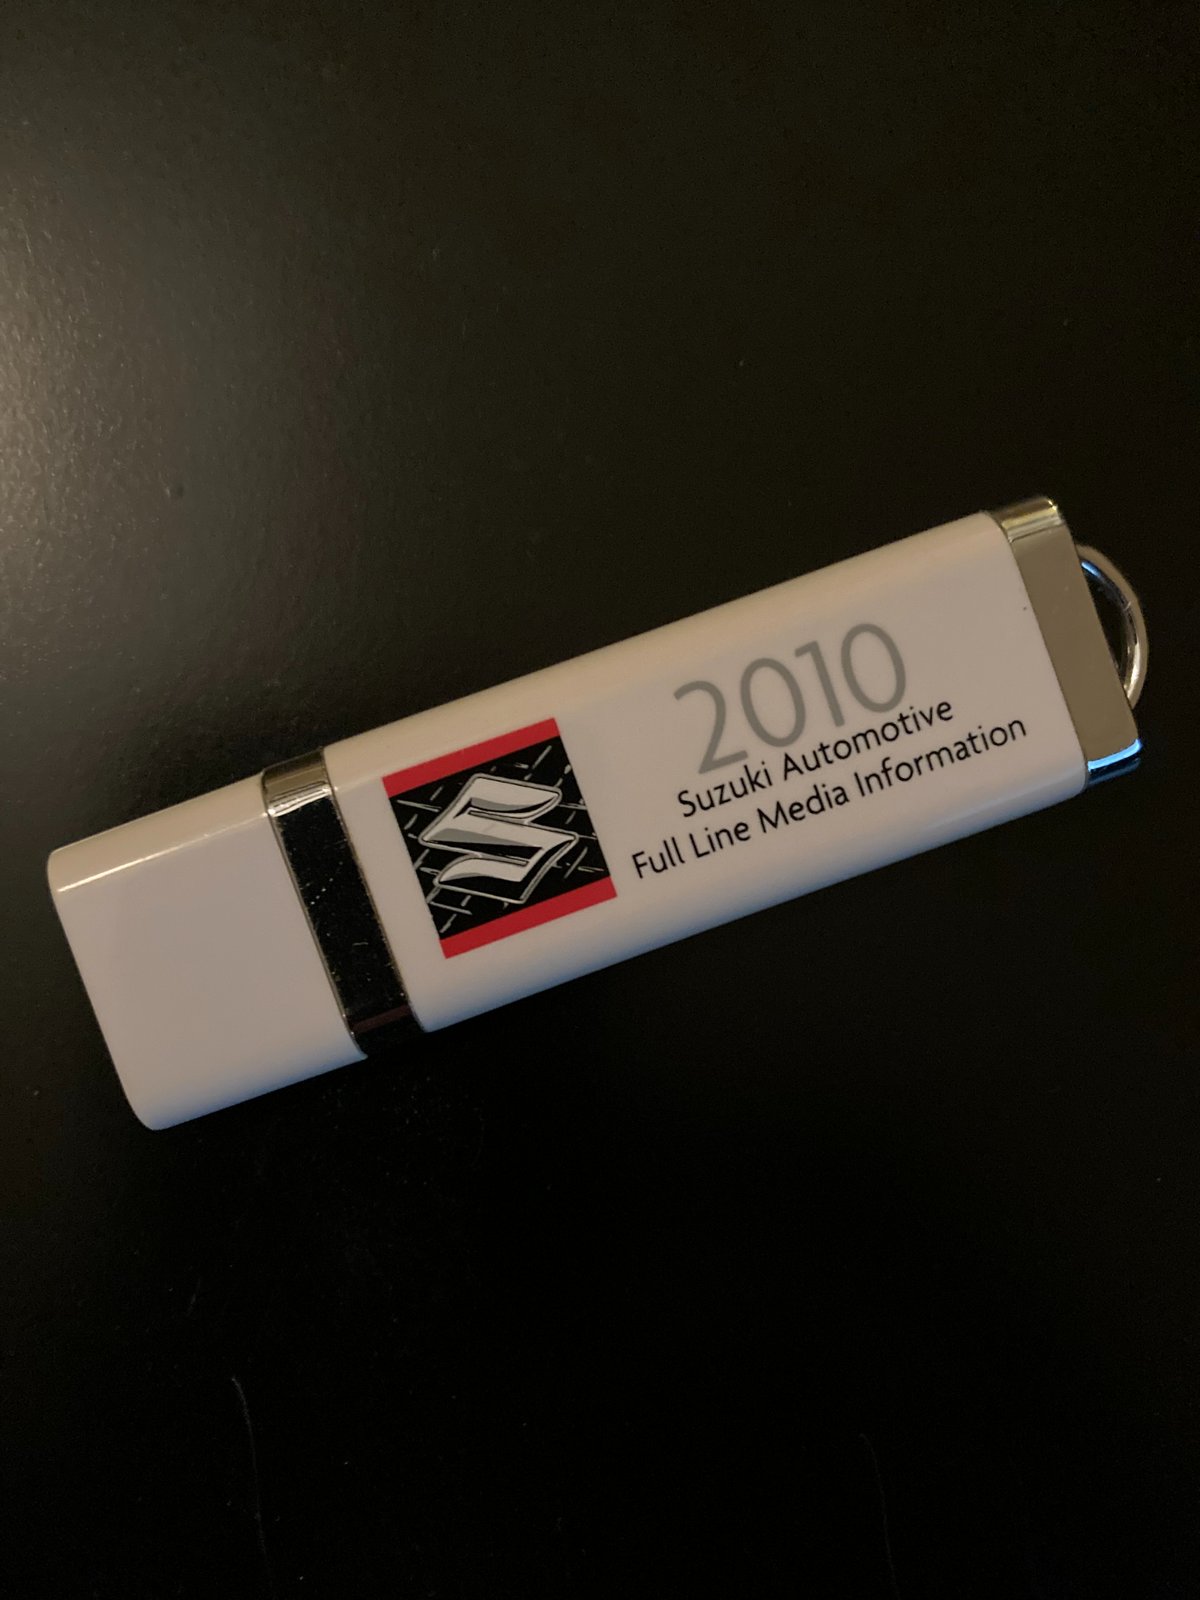 2010
Suzuki Automotive
Full Line Media Information